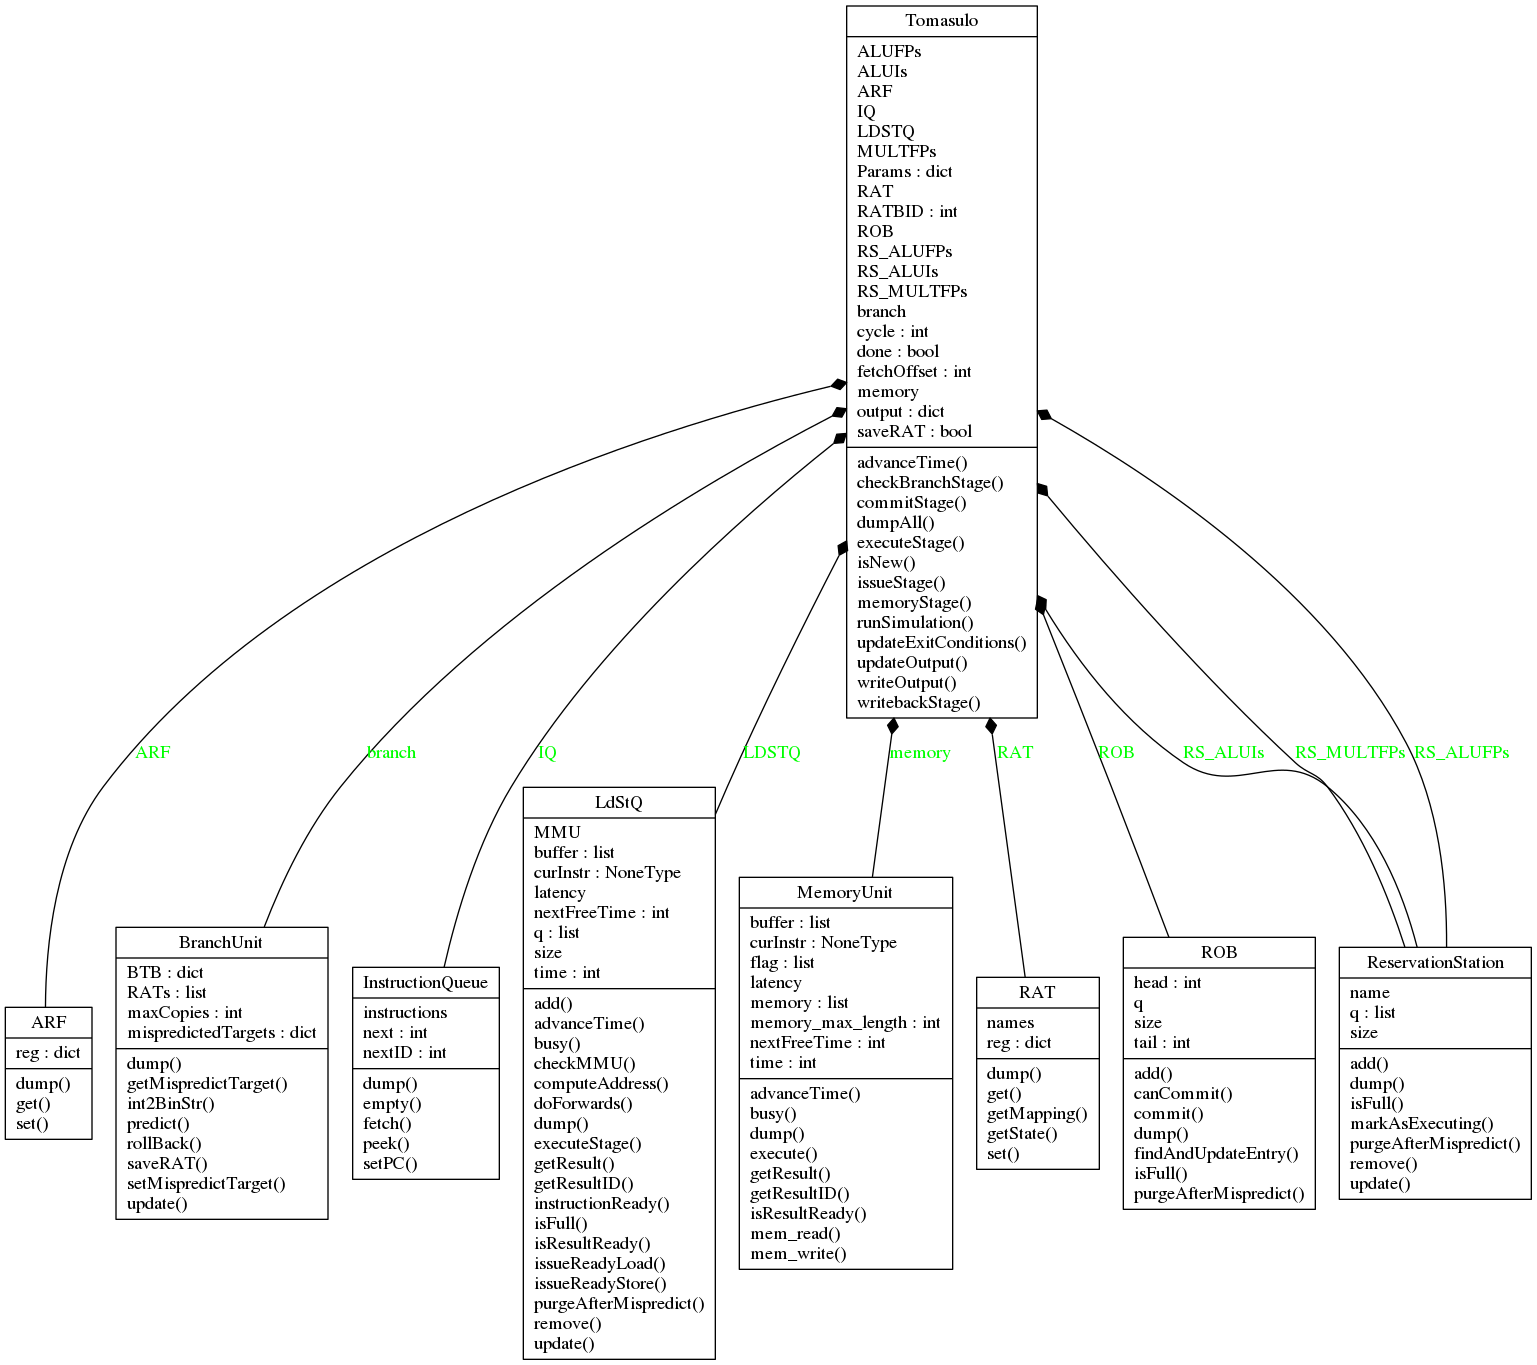 Tomasulo
ALUFPs
ALUIs
ARF
IQ
LDSTQ
MULTFPs
Params : dict
RAT
RATBID : int
ROB
RS_ALUFPs
RS_ALUIs
RS_MULTFPs
branch
cycle : int
done : bool
fetchOffset : int
memory
output : dict
saveRAT : bool
advanceTime()
checkBranchStage()
commitStage()
dumpAll()
executeStage()
isNew()
issueStage()
memoryStage()
runSimulation()
updateExitConditions()
updateOutput()
writeOutput()
writebackStage()
ARF
branch
IQ
LDSTQ
memory
RAT
ROB
RS_ALUIs
RS_MULTFPs
RS_ALUFPs
ARF
reg : dict
dump()
get()
set()
BranchUnit
BTB : dict
RATs : list
maxCopies : int
mispredictedTargets : dict
dump()
getMispredictTarget()
int2BinStr()
predict()
rollBack()
saveRAT()
setMispredictTarget()
update()
InstructionQueue
instructions
next : int
nextID : int
dump()
empty()
fetch()
peek()
setPC()
LdStQ
MMU
buffer : list
curInstr : NoneType
latency
nextFreeTime : int
q : list
size
time : int
add()
advanceTime()
busy()
checkMMU()
computeAddress()
doForwards()
dump()
executeStage()
getResult()
getResultID()
instructionReady()
isFull()
isResultReady()
issueReadyLoad()
issueReadyStore()
purgeAfterMispredict()
remove()
update()
MemoryUnit
buffer : list
curInstr : NoneType
flag : list
latency
memory : list
memory_max_length : int
nextFreeTime : int
time : int
advanceTime()
busy()
dump()
execute()
getResult()
getResultID()
isResultReady()
mem_read()
mem_write()
RAT
names
reg : dict
dump()
get()
getMapping()
getState()
set()
ROB
head : int
q
size
tail : int
add()
canCommit()
commit()
dump()
findAndUpdateEntry()
isFull()
purgeAfterMispredict()
ReservationStation
name
q : list
size
add()
dump()
isFull()
markAsExecuting()
purgeAfterMispredict()
remove()
update()